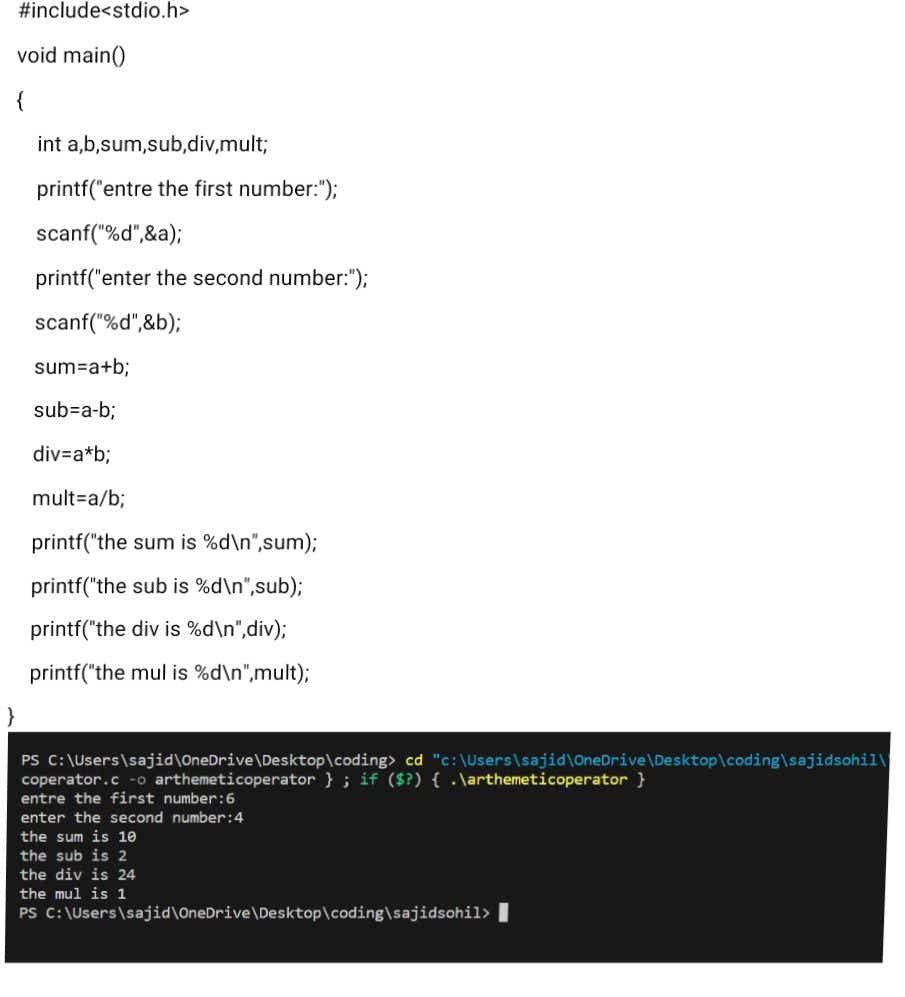 #include<stdio.h>
void main()
{
int a,b,sum,sub,div,mult;
printf("entre the first number:");
scanf("%d",&a);
printf("enter the second number:");
scanf("%d",&b);
sum=a+b;
sub=a-b;
div=a*b;
mult=a/b;
printf("the sum is %d\n",sum);
printf("the sub is %d\n",sub);
printf("the div is %d\n",div);
printf("the mul is %d\n",mult);
}
PS C:\Users\sajid\OneDrive\Desktop\coding> cd "c:\Users\sajid\OneDrive\Desktop\coding\sajidsohil\
coperator.c -o arthemeticoperator } ; if ($?) { .\arthemeticoperator }
entre the first number:6
enter the second number:4
the sum is 10
the sub is 2
the div is 24
the mul is 1
PS C:\Users\sajid\OneDrive\Desktop\coding\sajidsohil>